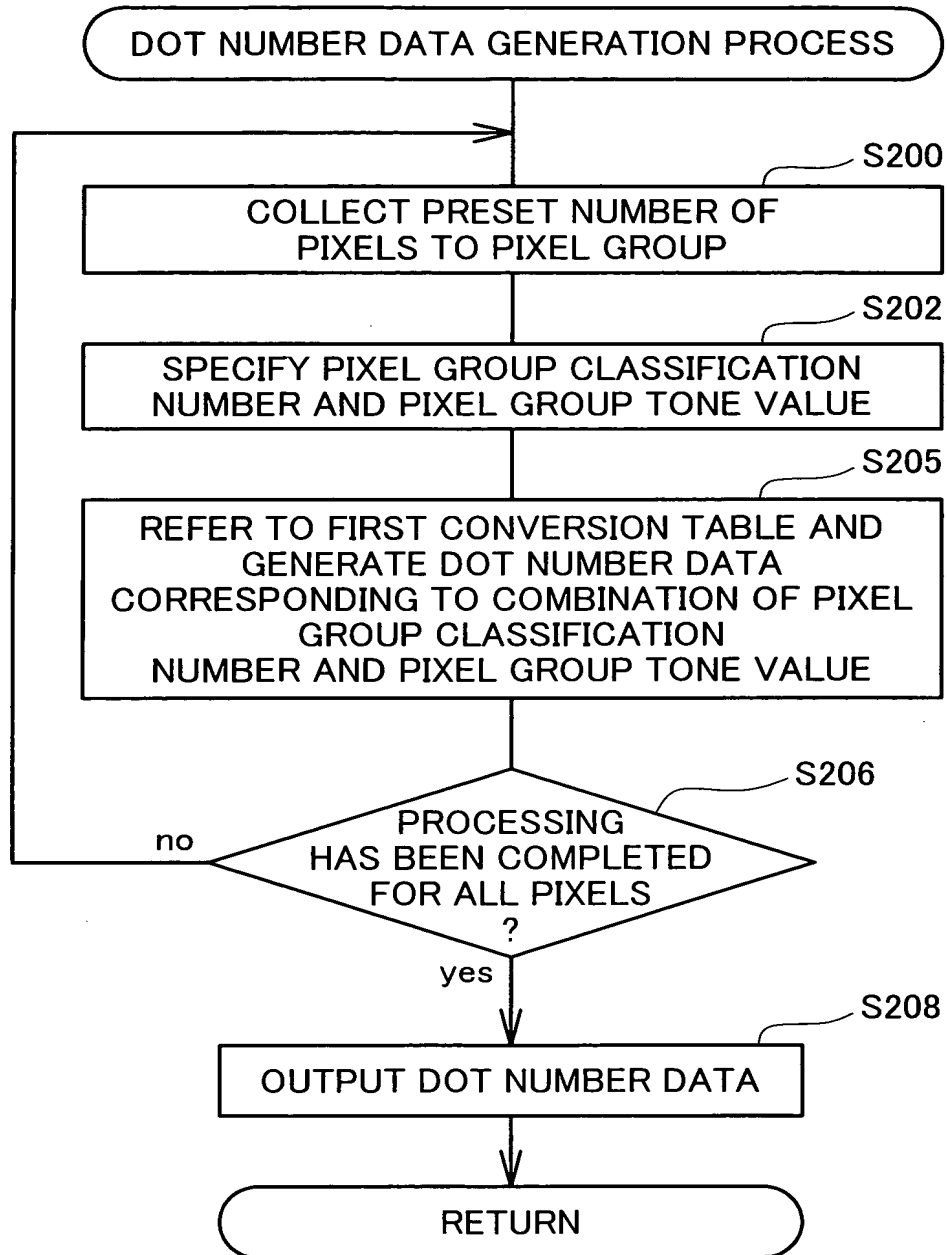 DOT NUMBER DATA GENERATION PROCESS
S200
COLLECT PRESET NUMBER OF
PIXELS TO PIXEL GROUP
S202
SPECIFY PIXEL GROUP CLASSIFICATION
NUMBER AND PIXEL GROUP TONE VALUE
S205
REFER TO FIRST CONVERSION TABLE AND
GENERATE DOT NUMBER DATA
CORRESPONDING TO COMBINATION OF PIXEL
GROUP CLASSIFICATION
NUMBER AND PIXEL GROUP TONE VALUE
S206
PROCESSING
HAS BEEN COMPLETED
FOR ALL PIXELS
?
no
yes
S208
OUTPUT DOT NUMBER DATA
RETURN